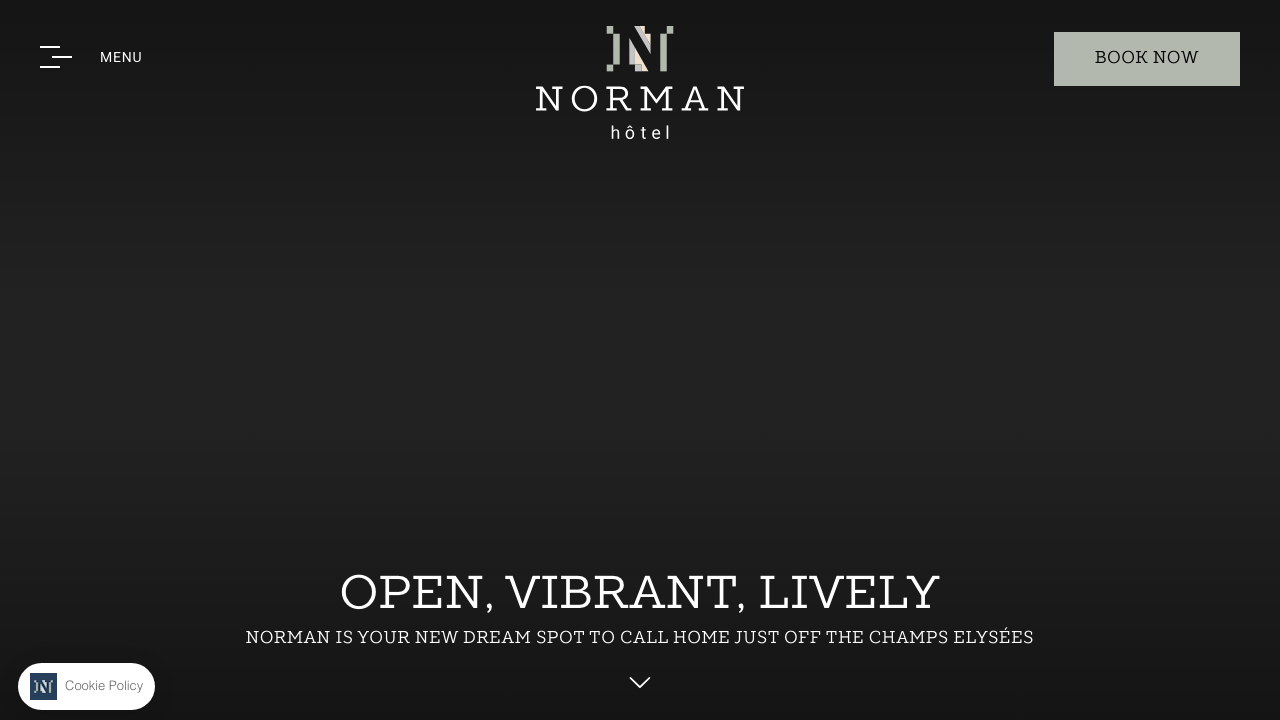 MENU
N
NORMAN
hôtel
BOOK NOW
OPEN, VIBRANT, LIVELY
NORMAN IS YOUR NEW DREAM SPOT TO CALL HOME JUST OFF THE CHAMPS ELYSÉES
N Cookie Policy